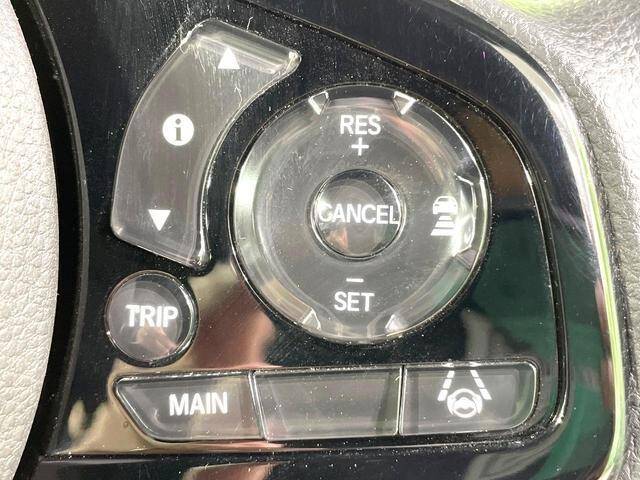 i
RES
+
CANCEL
−
SET
TRIP
MAIN